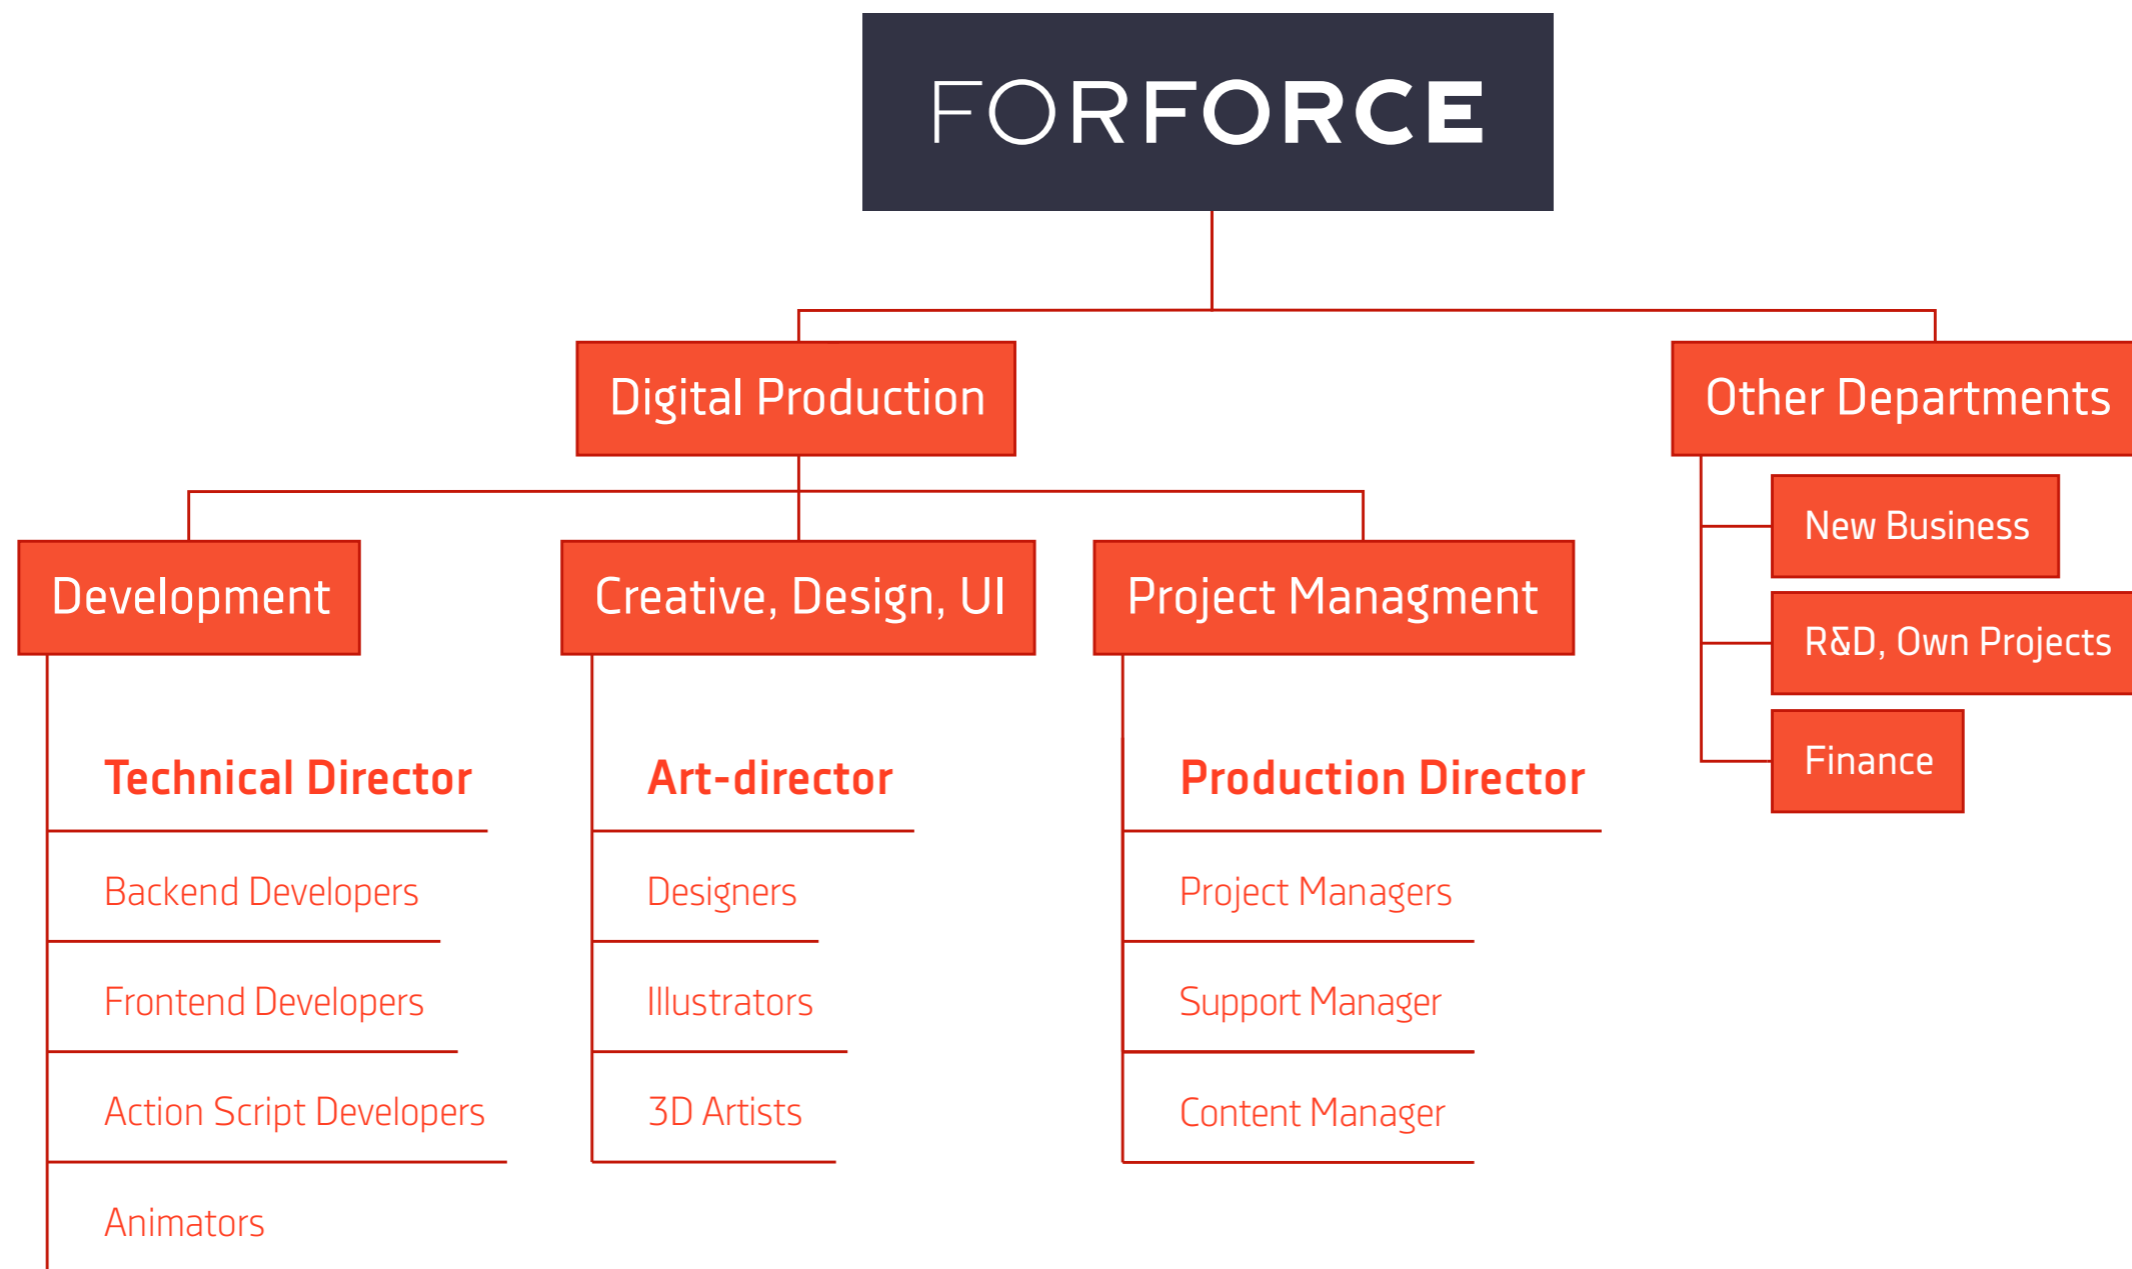 FORFORCE
Digital Production
Other Departments
New Business
R&D, Own Projects
Finance
Development
Creative, Design, UI
Project Managment
Technical Director
Backend Developers
Frontend Developers
Action Script Developers
Animators
Art-director
Designers
Illustrators
3D Artists
Production Director
Project Managers
Support Manager
Content Manager